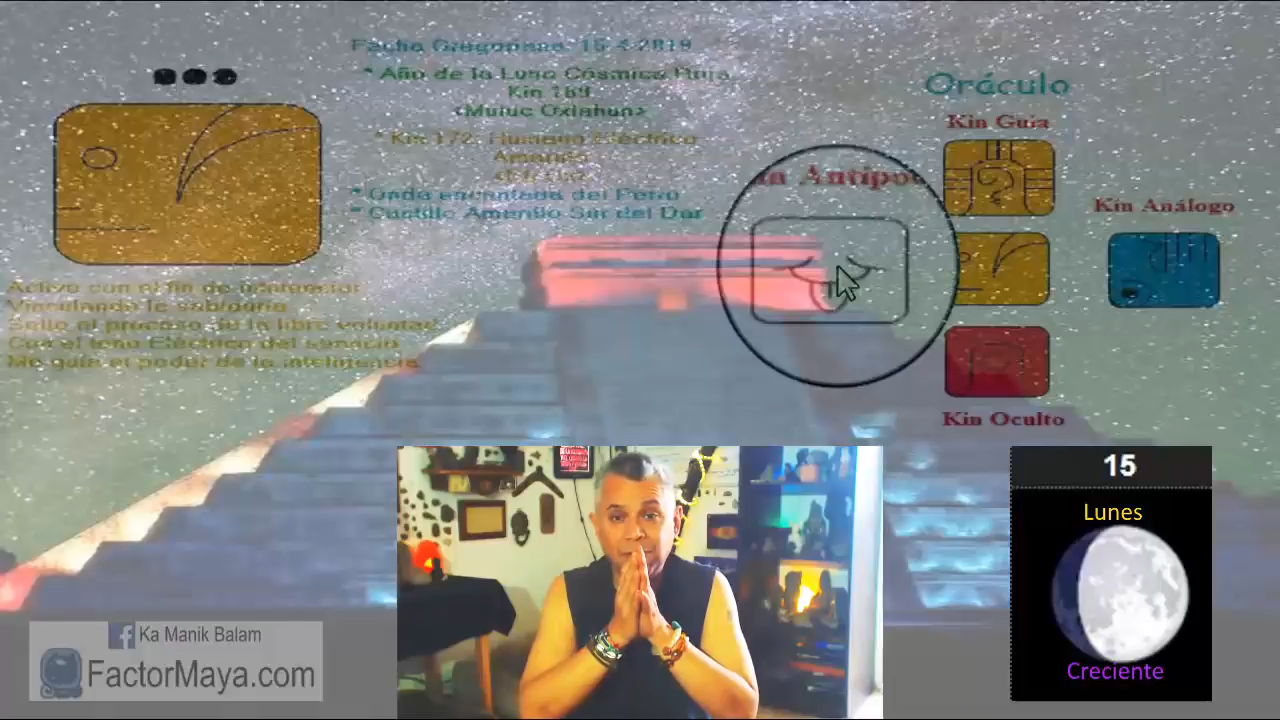 Fecha Gregoriana: 15-4-2019
* Año de la Luna Cósmica Roja
Kin 169
<Muluc Oxlahun>
* Kin 172. Humano Eléctrico
Amarillo
* Onda encantada del Perro
* Castillo Amarillo Sur del Dar
Activo con el fin de
Vinculando la sabiduria
Sello el proceso de la libre voluntad
Con el tono Eléctrico del servicio
Me guía el poder de la inteligencia
Oráculo
Kin Guía
Antipo
Kin Análogo
Kin Oculto
15
Lunes
Creciente
Ka Manik Balam
FactorMaya.com